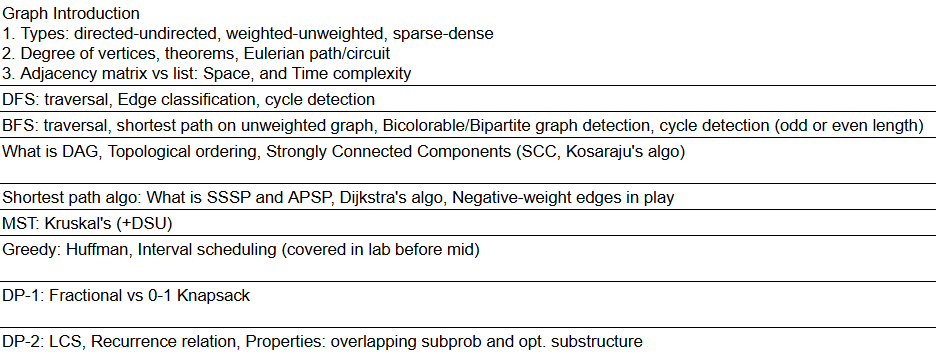 Graph Introduction
1. Types: directed-undirected, weighted-unweighted, sparse-dense
2. Degree of vertices, theorems, Eulerian path/circuit
3. Adjacency matrix vs list: Space, and Time complexity
DFS: traversal, Edge classification, cycle detection
BFS: traversal, shortest path on unweighted graph, Bicolorable/Bipartite graph detection, cycle detection (odd or even length)
What is DAG, Topological ordering, Strongly Connected Components (SCC, Kosaraju's algo)
Shortest path algo: What is SSSP and APSP, Dijkstra's algo, Negative-weight edges in play
MST: Kruskal's (+DSU)
Greedy: Huffman, Interval scheduling (covered in lab before mid)
DP-1: Fractional vs 0-1 Knapsack
DP-2: LCS, Recurrence relation, Properties: overlapping subprob and opt. substructure